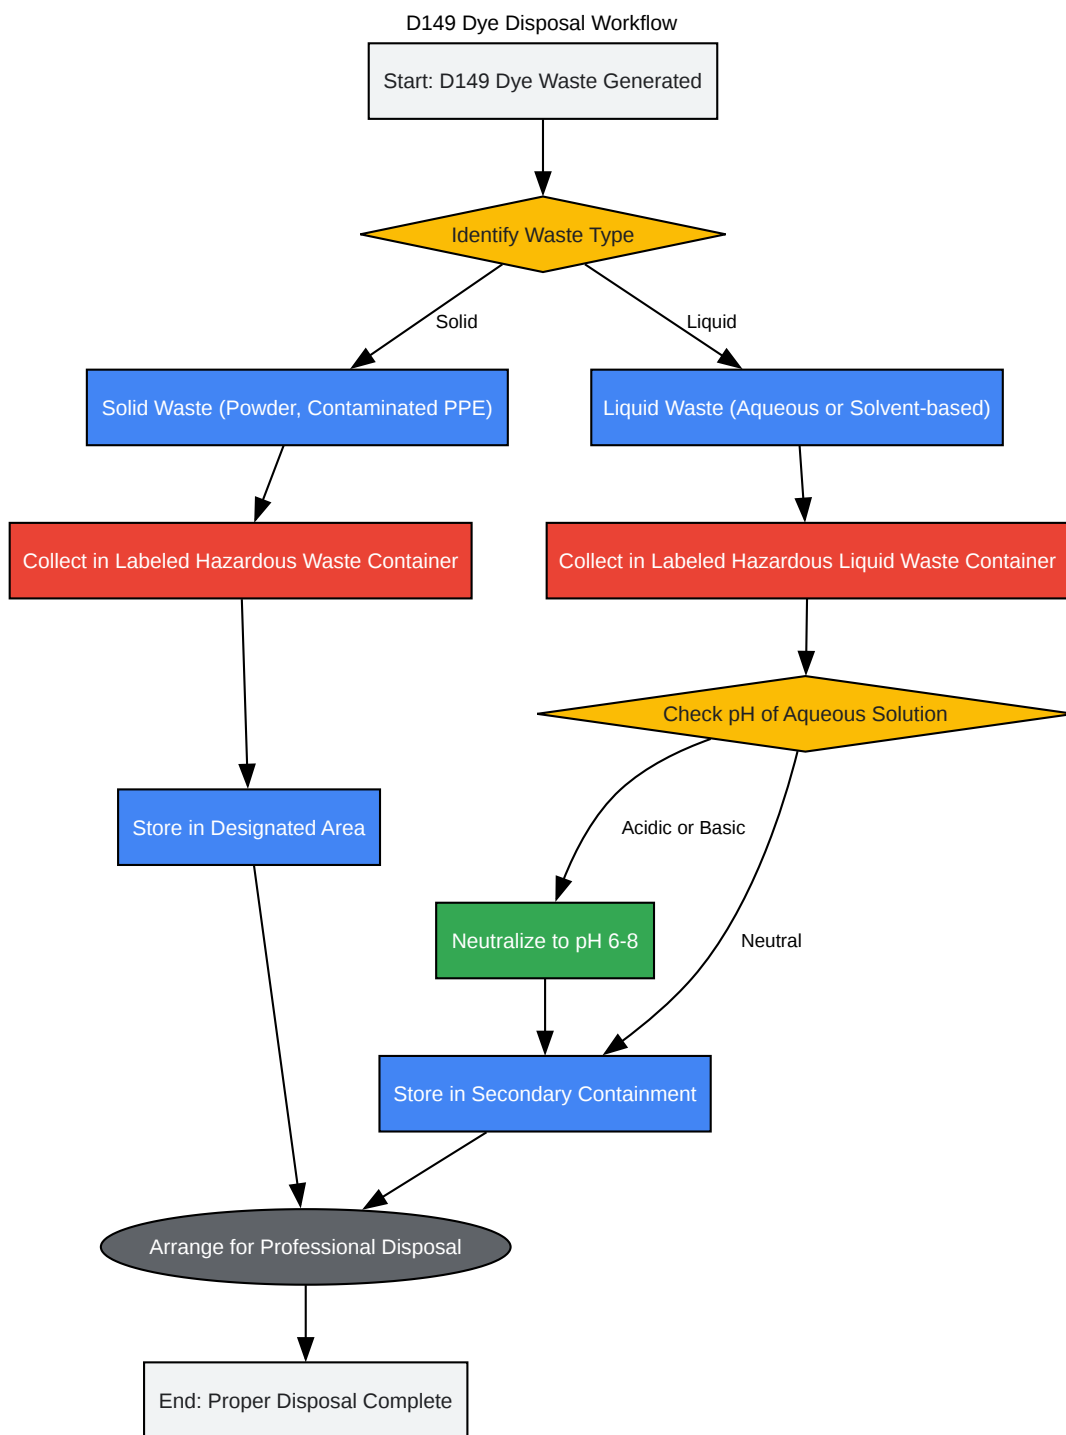 D149 Dye Disposal Workflow
Start: D149 Dye Waste Generated
Identify Waste Type
Solid
Liquid
Solid Waste (Powder, Contaminated PPE)
Liquid Waste (Aqueous or Solvent-based)
Collect in Labeled Hazardous Waste Container
Collect in Labeled Hazardous Liquid Waste Container
Check pH of Aqueous Solution
Store in Designated Area
Acidic or Basic
Neutralize to pH 6-8
Neutral
Store in Secondary Containment
Arrange for Professional Disposal
End: Proper Disposal Complete